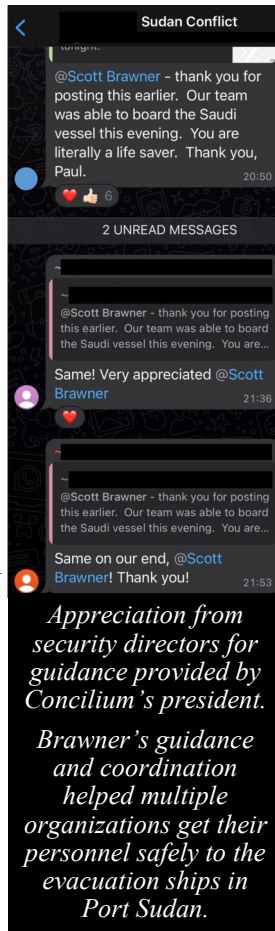 Sudan Conflict
tonight.
@Scott Brawner - thank you for
posting this earlier. Our team
was able to board the Saudi
vessel this evening. You are
literally a life saver. Thank you,
Paul.
20:50
6
2 UNREAD MESSAGES
~
~
@Scott Brawner - thank you for posting
this earlier. Our team was able to board
the Saudi vessel this evening. You are...
Same! Very appreciated @Scott
Brawner
21:36
~
~
@Scott Brawner - thank you for posting
this earlier. Our team was able to board
the Saudi vessel this evening. You are...
Same on our end, @Scott
Brawner! Thank you!
21:53
Appreciation from
security directors for
guidance provided by
Concilium’s president.
Brawner’s guidance
and coordination
helped multiple
organizations get their
personnel safely to the
evacuation ships in
Port Sudan.